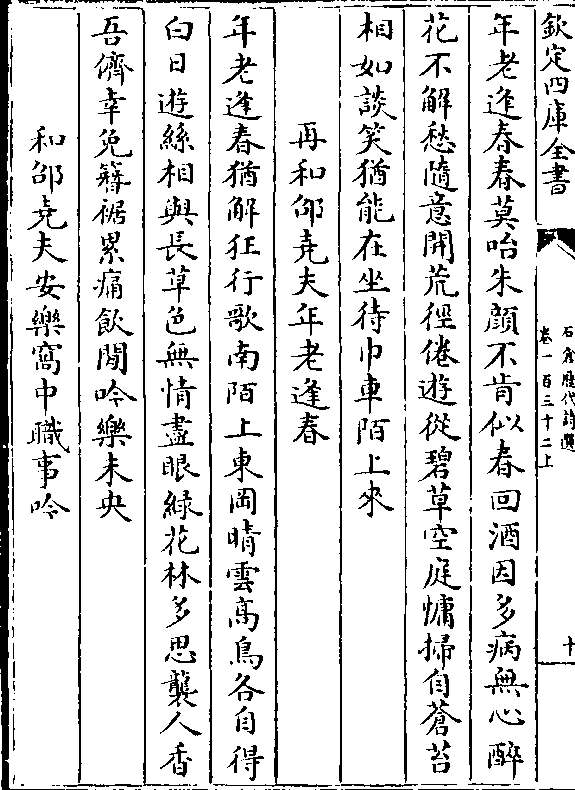 欽定四庫全書
石倉歴代詩選
卷一百三十二上
十
年老逢春春莫咍朱顔不肯似春回酒因多病無心醉
花不解愁隨意開荒徑倦遊從碧草空庭慵掃自蒼苔
相如談笑猶能在坐待巾車陌上來
再和邵堯夫年老逢春
年老逢春猶解狂行歌南陌上東岡晴雲髙鳥各自得
白日遊絲相與長草色無情盡眼緑花林多思襲人香
吾儕幸免簪裾累痛飲閒吟樂未央
和邵堯夫安樂窩中職事吟